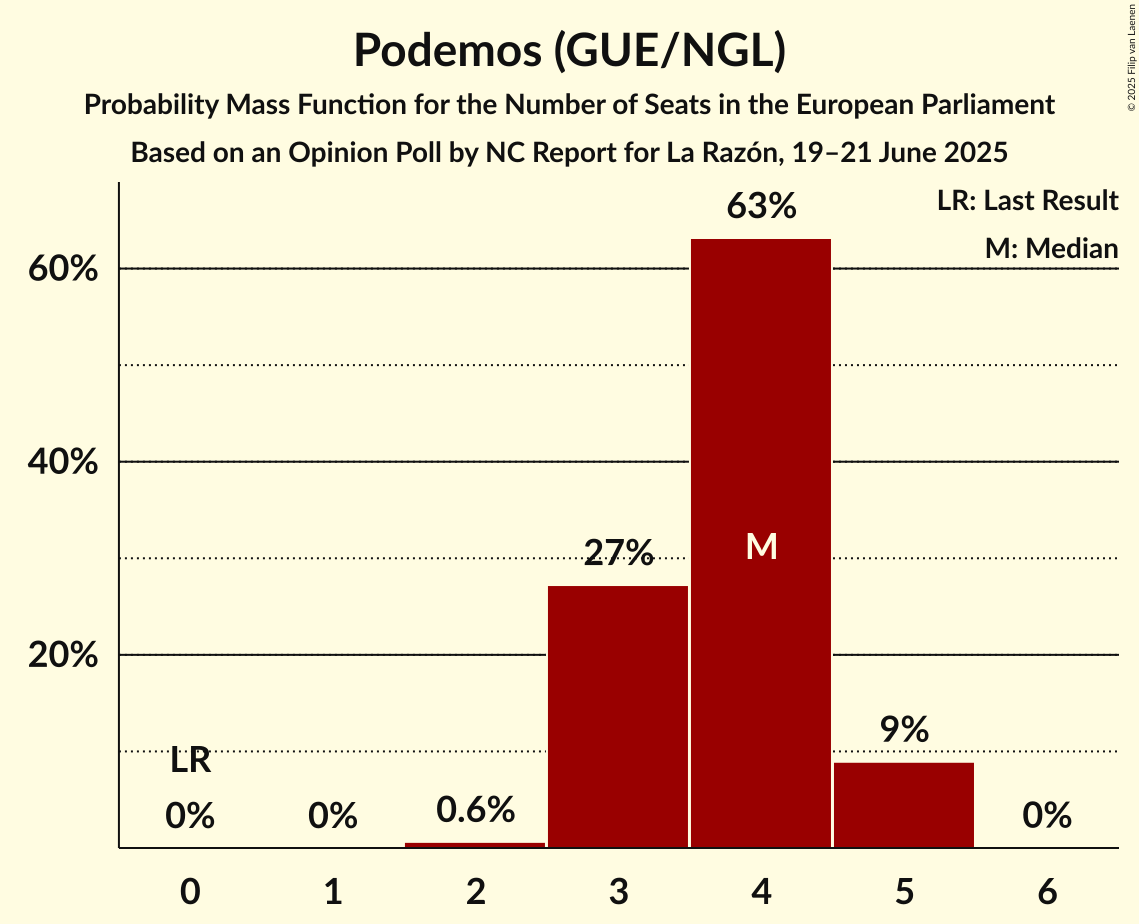 Podemos (GUE/NGL)
Probability Mass Function for the Number of Seats in the European Parliament
Based on an Opinion Poll by NC Report for La Razón, 19–21 June 2025
© 2025 Filip van Laenen
LR: Last Result
M: Median
63%
60%
40%
27%
M
20%
9%
LR
0%
0%
0.6%
0%
0 1 2 3 4 5 6